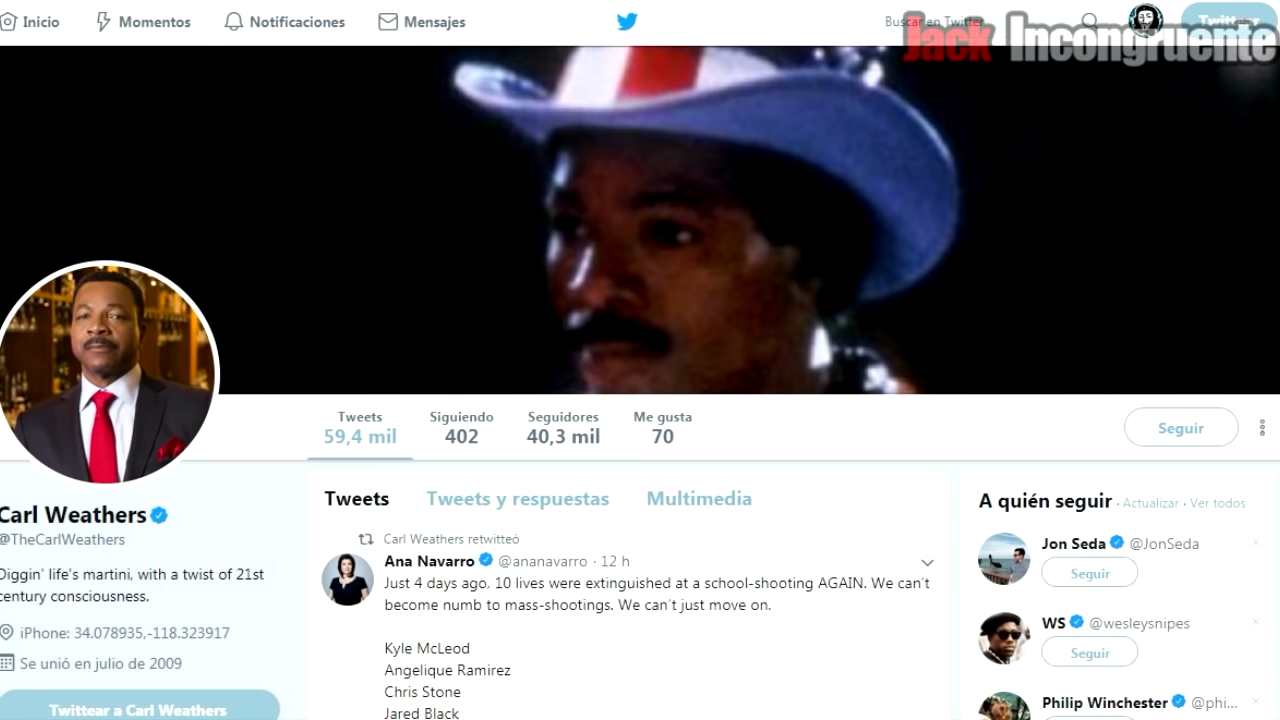 Inicio
Momentos
Notificaciones
Mensajes
Buscar en Twitter
Twittear
Jack Incongruente
Tweets
59,4 mil
Siguiendo
402
Seguidores
40,3 mil
Me gusta
70
Seguir
Carl Weathers
@TheCarlWeathers
Diggin' life's martini, with a twist of 21st
century consciousness.
iPhone: 34.078935,-118.323917
Se unió en julio de 2009
Twittear a Carl Weathers
Tweets
Tweets y respuestas
Multimedia
Carl Weathers retwitteó
Ana Navarro @ananavarro · 12 h
Just 4 days ago, 10 lives were extinguished at a school-shooting AGAIN. We can't
become numb to mass-shootings. We can't just move on.
Kyle McLeod
Angelique Ramirez
Chris Stone
Jared Black
A quién seguir · Actualizar · Ver todos
Jon Seda @JonSeda
Seguir
WS @wesleysnipes
Seguir
Philip Winchester @phi...